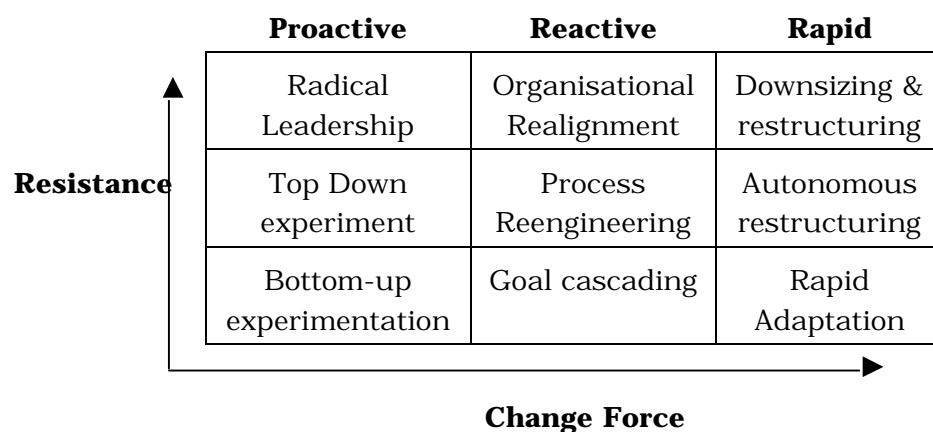 Proactive Reactive Rapid
Radical Leadership
Organisational Realignment
Downsizing & restructuring
Resistance
Top Down experiment
Process Reengineering
Autonomous restructuring
Bottom-up experimentation
Goal cascading
Rapid Adaptation
Change Force